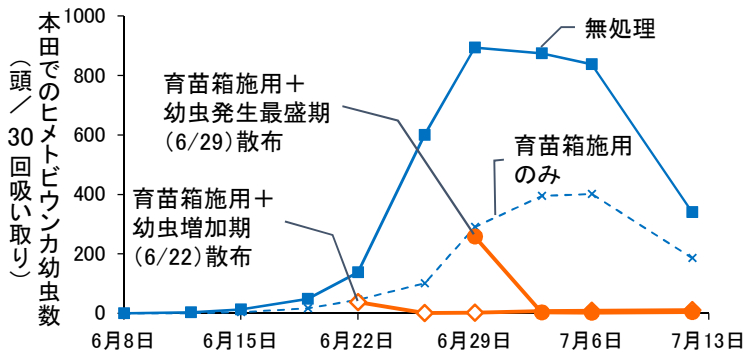 本田でのヒメトビウンカ幼虫数
(頭／30回吸い取り)
1000
800
600
400
200
0
無処理
育苗箱施用＋
幼虫発生最盛期
(6/29)散布
育苗箱施用
のみ
育苗箱施用＋
幼虫増加期
(6/22)散布
6月8日 6月15日 6月22日 6月29日 7月6日 7月13日